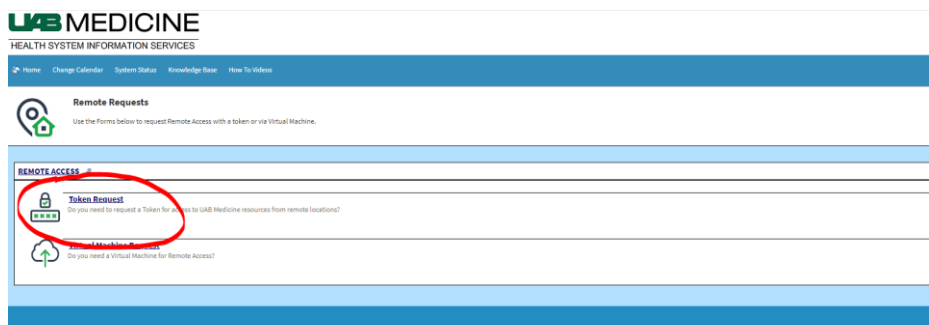 UAB MEDICINE
HEALTH SYSTEM INFORMATION SERVICES
Home Change Calendar System Status Knowledge Base How To Videos
Remote Requests
Use the Forms below to request Remote Access with a token or via Virtual Machine.
REMOTE ACCESS
Token Request
Do you need to request a Token for access to UAB Medicine resources from remote locations?
Virtual Machine Request
Do you need a Virtual Machine for Remote Access?